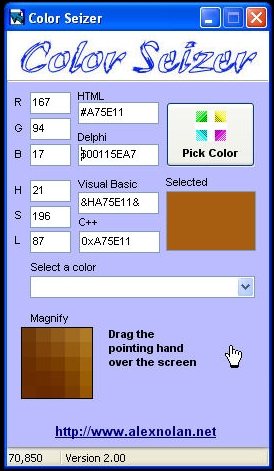 Color Seizer
Color Seizer
R 167
HTML
#A75E11
G 94
Delphi
B 17
$00115EA7
Pick Color
H 21
Visual Basic
Selected
S 196
&HA75E11&
C++
L 87
0xA75E11
Select a color
Magnify
Drag the
pointing hand
over the screen
http://www.alexnolan.net
70,850
Version 2.00